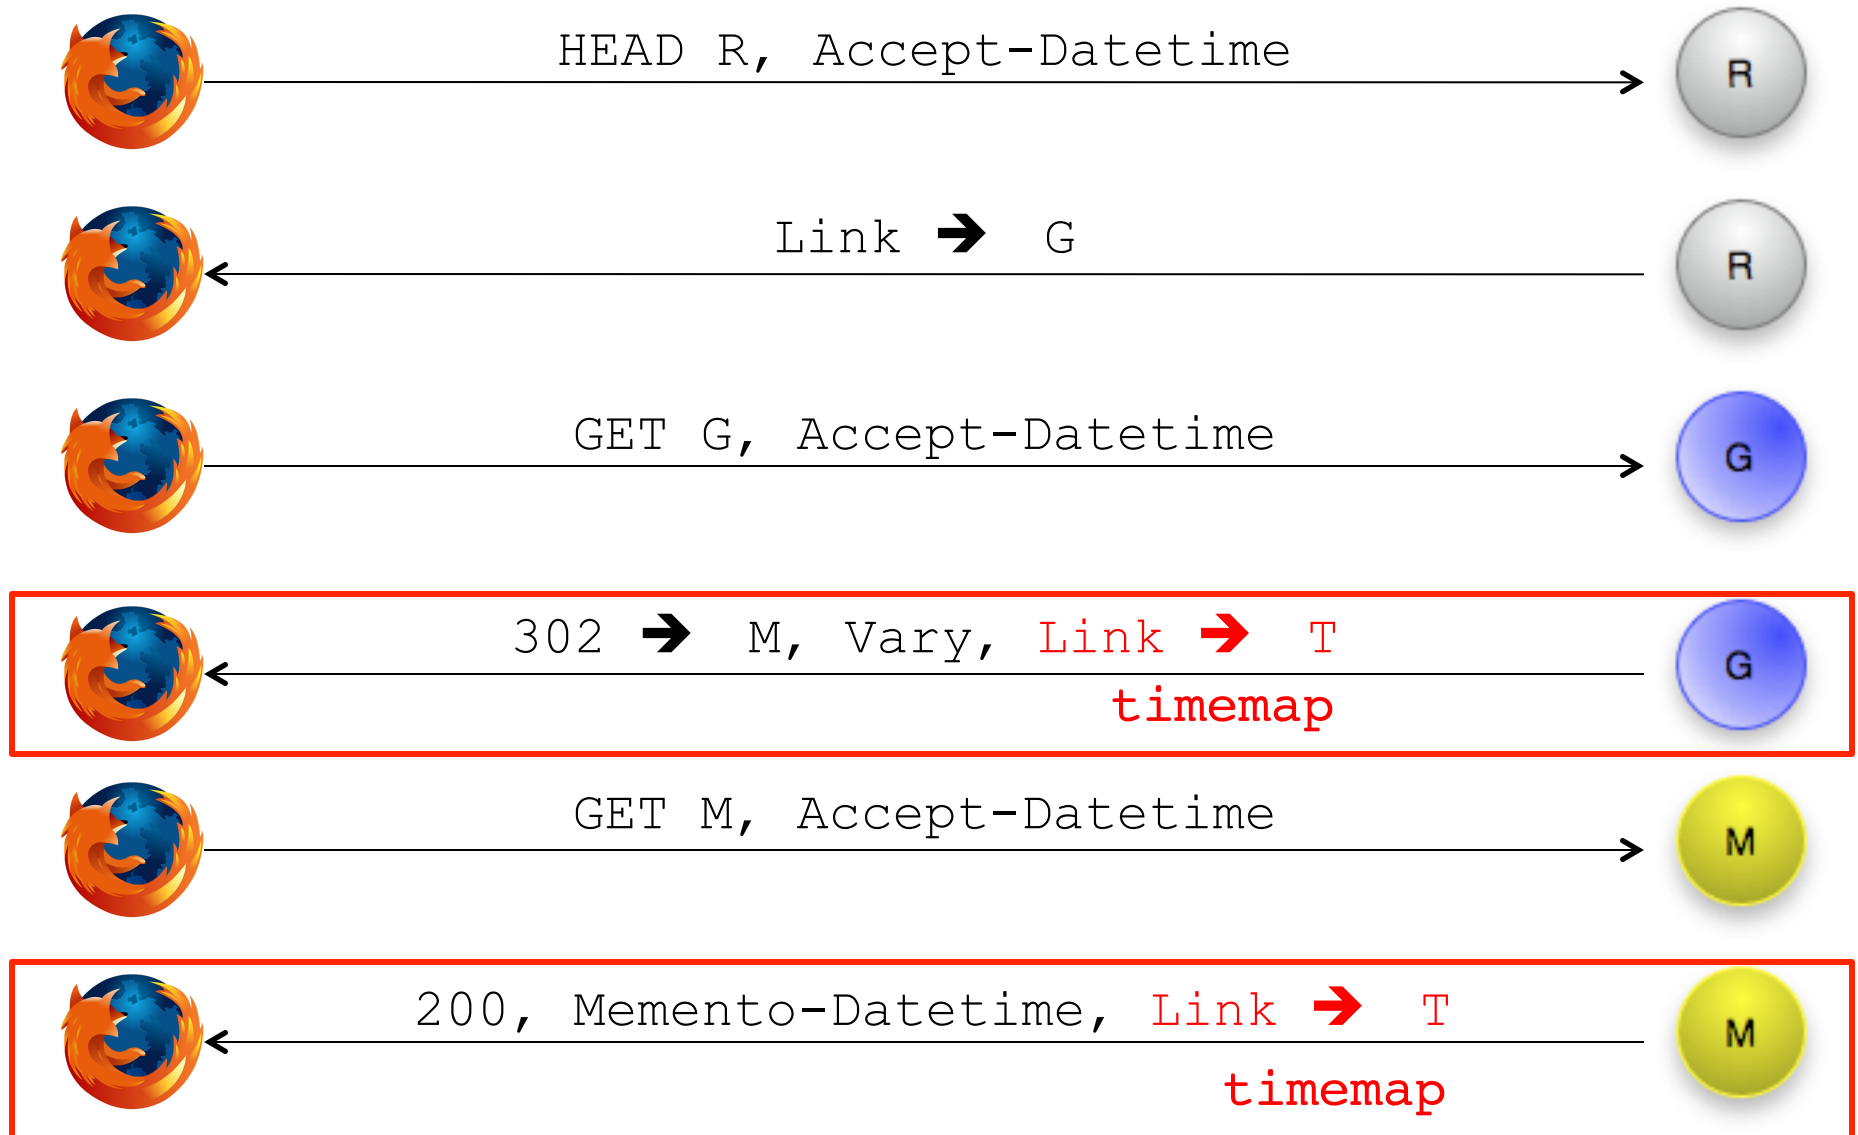 HEAD R, Accept-Datetime
R
Link ➔ G
R
GET G, Accept-Datetime
G
302 ➔ M, Vary, Link ➔ T
timemap
G
GET M, Accept-Datetime
M
200, Memento-Datetime, Link ➔ T
timemap
M